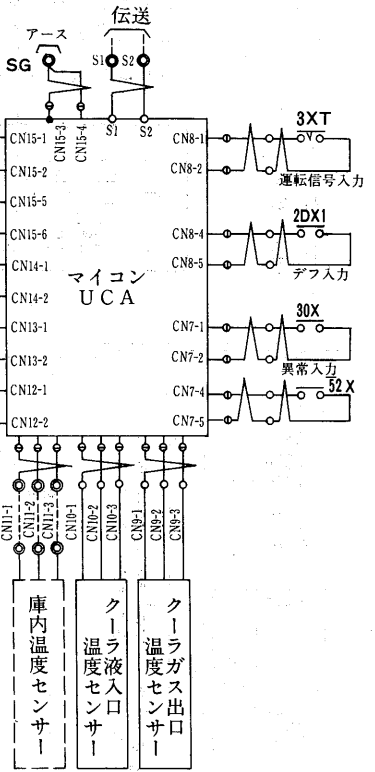 伝送
アース
SG
S1
S2
CN15-3
CN15-4
S1
S2
CN15-1
CN15-2
CN15-5
CN15-6
CN14-1
CN14-2
CN13-1
CN13-2
CN12-1
CN12-2
マイコン
UCA
CN8-1
CN8-2
CN8-4
CN8-5
CN7-1
CN7-2
CN7-4
CN7-5
3XT
運転信号入力
2DX1
デフ入力
30X
異常入力
52X
CN11-1
CN11-2
CN11-3
CN10-1
CN10-2
CN10-3
CN9-1
CN9-2
CN9-3
庫内温度センサー
クーラ液入口
温度センサー
クーラガス出口
温度センサー